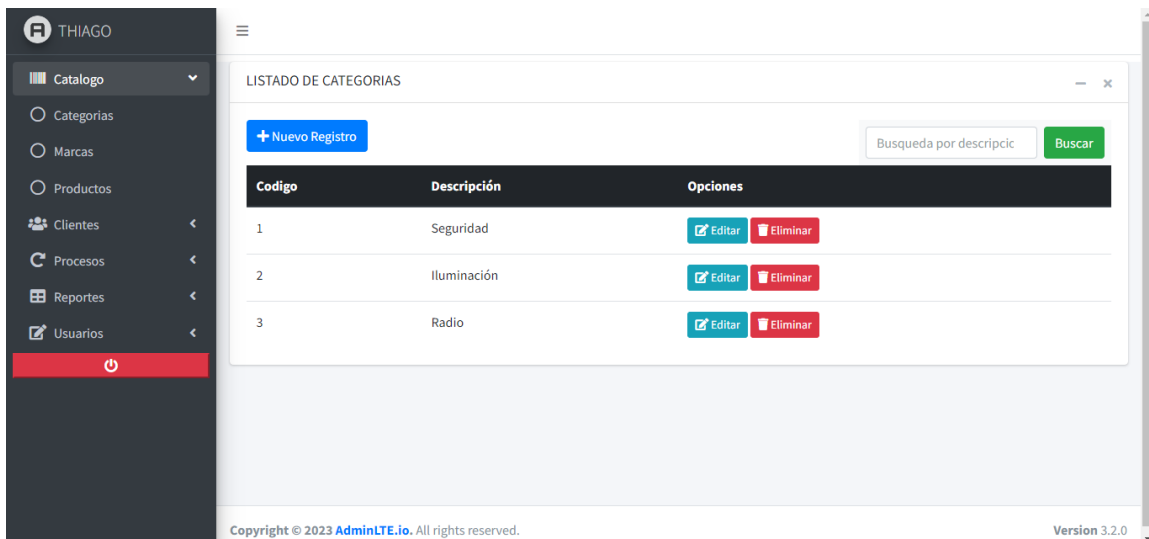 THIAGO
Catalogo
Categorias
Marcas
Productos
Clientes
Procesos
Reportes
Usuarios
LISTADO DE CATEGORIAS
Nuevo Registro
Busqueda por descripcic
Buscar
Codigo Descripción Opciones
1 Seguridad Editar Eliminar
2 Iluminación Editar Eliminar
3 Radio Editar Eliminar
Copyright © 2023 AdminLTE.io. All rights reserved. Version 3.2.0